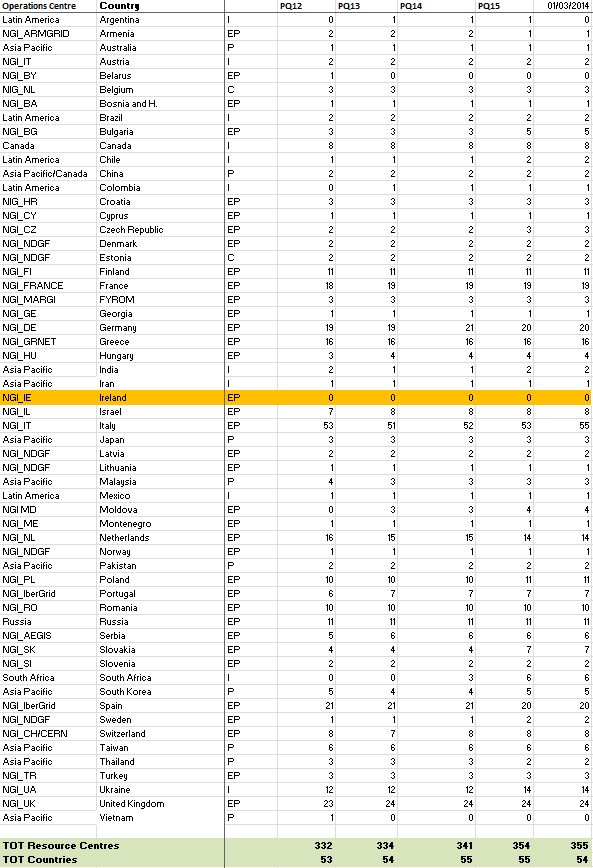 Operations Centre Country PQ12 PQ13 PQ14 PQ15 01/03/2014
Latin America Argentina I 0 1 1 1 0
NGI_ARMGRID Armenia EP 2 2 2 1 1
Asia Pacific Australia P 1 1 1 1 1
NGI_IT Austria I 2 2 2 2 2
NGI_BY Belarus EP 1 0 0 0 0
NIG_NL Belgium C 3 3 3 3 3
NGI_BA Bosnia and H. EP 1 1 1 1 1
Latin America Brazil I 2 2 2 2 2
NGI_BG Bulgaria EP 3 3 3 5 5
Canada Canada I 8 8 8 8 8
Latin America Chile I 1 1 1 2 2
Asia Pacific/Canada China P 2 2 2 2 2
Latin America Colombia I 0 1 1 1 1
NIG_HR Croatia EP 3 3 3 3 3
NGI_CY Cyprus EP 1 1 1 1 1
NGI_CZ Czech Republic EP 2 2 2 3 3
NGI_NDGF Denmark EP 2 2 2 2 2
NGI_NDGF Estonia C 2 2 2 2 2
NGI_FI Finland EP 11 11 11 11 11
NGI_FRANCE France EP 18 19 19 19 19
NGI_MARGI FYROM EP 3 3 3 3 3
NGI_GE Georgia EP 1 1 1 1 1
NGI_DE Germany EP 19 19 21 20 20
NGI_GRNET Greece EP 16 16 16 16 16
NGI_HU Hungary EP 3 4 4 4 4
Asia Pacific India I 2 1 1 2 2
Asia Pacific Iran I 1 1 1 1 1
NGI_IE Ireland EP 0 0 0 0 0
NGI_IL Israel EP 7 8 8 8 8
NGI_IT Italy EP 53 51 52 53 55
Asia Pacific Japan P 3 3 3 3 3
NGI_NDGF Latvia EP 2 2 2 2 2
NGI_NDGF Lithuania EP 1 1 1 1 1
Asia Pacific Malaysia P 4 3 3 3 3
Latin America Mexico I 1 1 1 1 1
NGI MD Moldova EP 0 3 3 4 4
NGI_ME Montenegro EP 1 1 1 1 1
NGI_NL Netherlands EP 16 15 15 14 14
NGI_NDGF Norway EP 1 1 1 1 1
Asia Pacific Pakistan P 2 2 2 2 2
NGI_PL Poland EP 10 10 10 11 11
NGI_IberGrid Portugal EP 6 7 7 7 7
NGI_RO Romania EP 10 10 10 10 10
Russia Russia EP 11 11 11 11 11
NGI_AEGIS Serbia EP 5 6 6 6 6
NGI_SK Slovakia EP 4 4 4 7 7
NGI_SI Slovenia EP 2 2 2 2 2
South Africa South Africa I 0 0 3 6 6
Asia Pacific South Korea P 5 4 4 5 5
NGI_IberGrid Spain EP 21 21 21 20 20
NGI_NDGF Sweden EP 1 1 1 2 2
NGI_CH/CERN Switzerland EP 8 7 8 8 8
Asia Pacific Taiwan P 6 6 6 6 6
Asia Pacific Thailand P 3 3 3 2 2
NGI_TR Turkey EP 3 3 3 3 3
NGI_UA Ukraine I 12 12 12 14 14
NGI_UK United Kingdom EP 23 24 24 24 24
Asia Pacific Vietnam P 1 0 0 0 0
TOT Resource Centres 332 334 341 354 355
TOT Countries 53 54 55 55 54